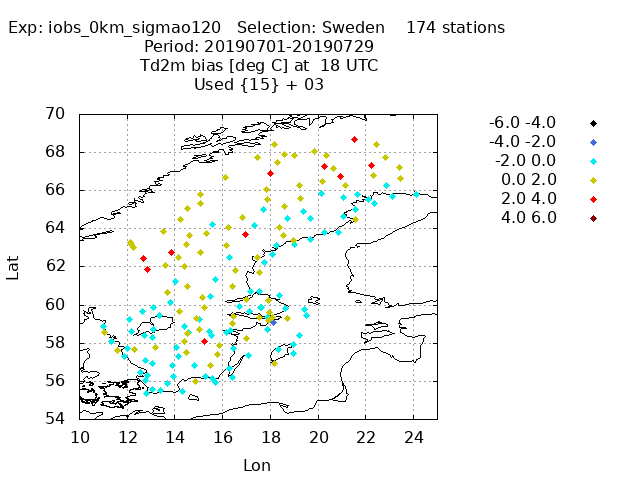 Exp: iobs_0km_sigmao120 Selection: Sweden 174 stations
Period: 20190701-20190729
Td2m bias [deg C] at 18 UTC
Used {15} + 03
-6.0 -4.0
-4.0 -2.0
-2.0 0.0
0.0 2.0
2.0 4.0
4.0 6.0
Lat
70
68
66
64
62
60
58
56
54
10 12 14 16 18 20 22 24
Lon